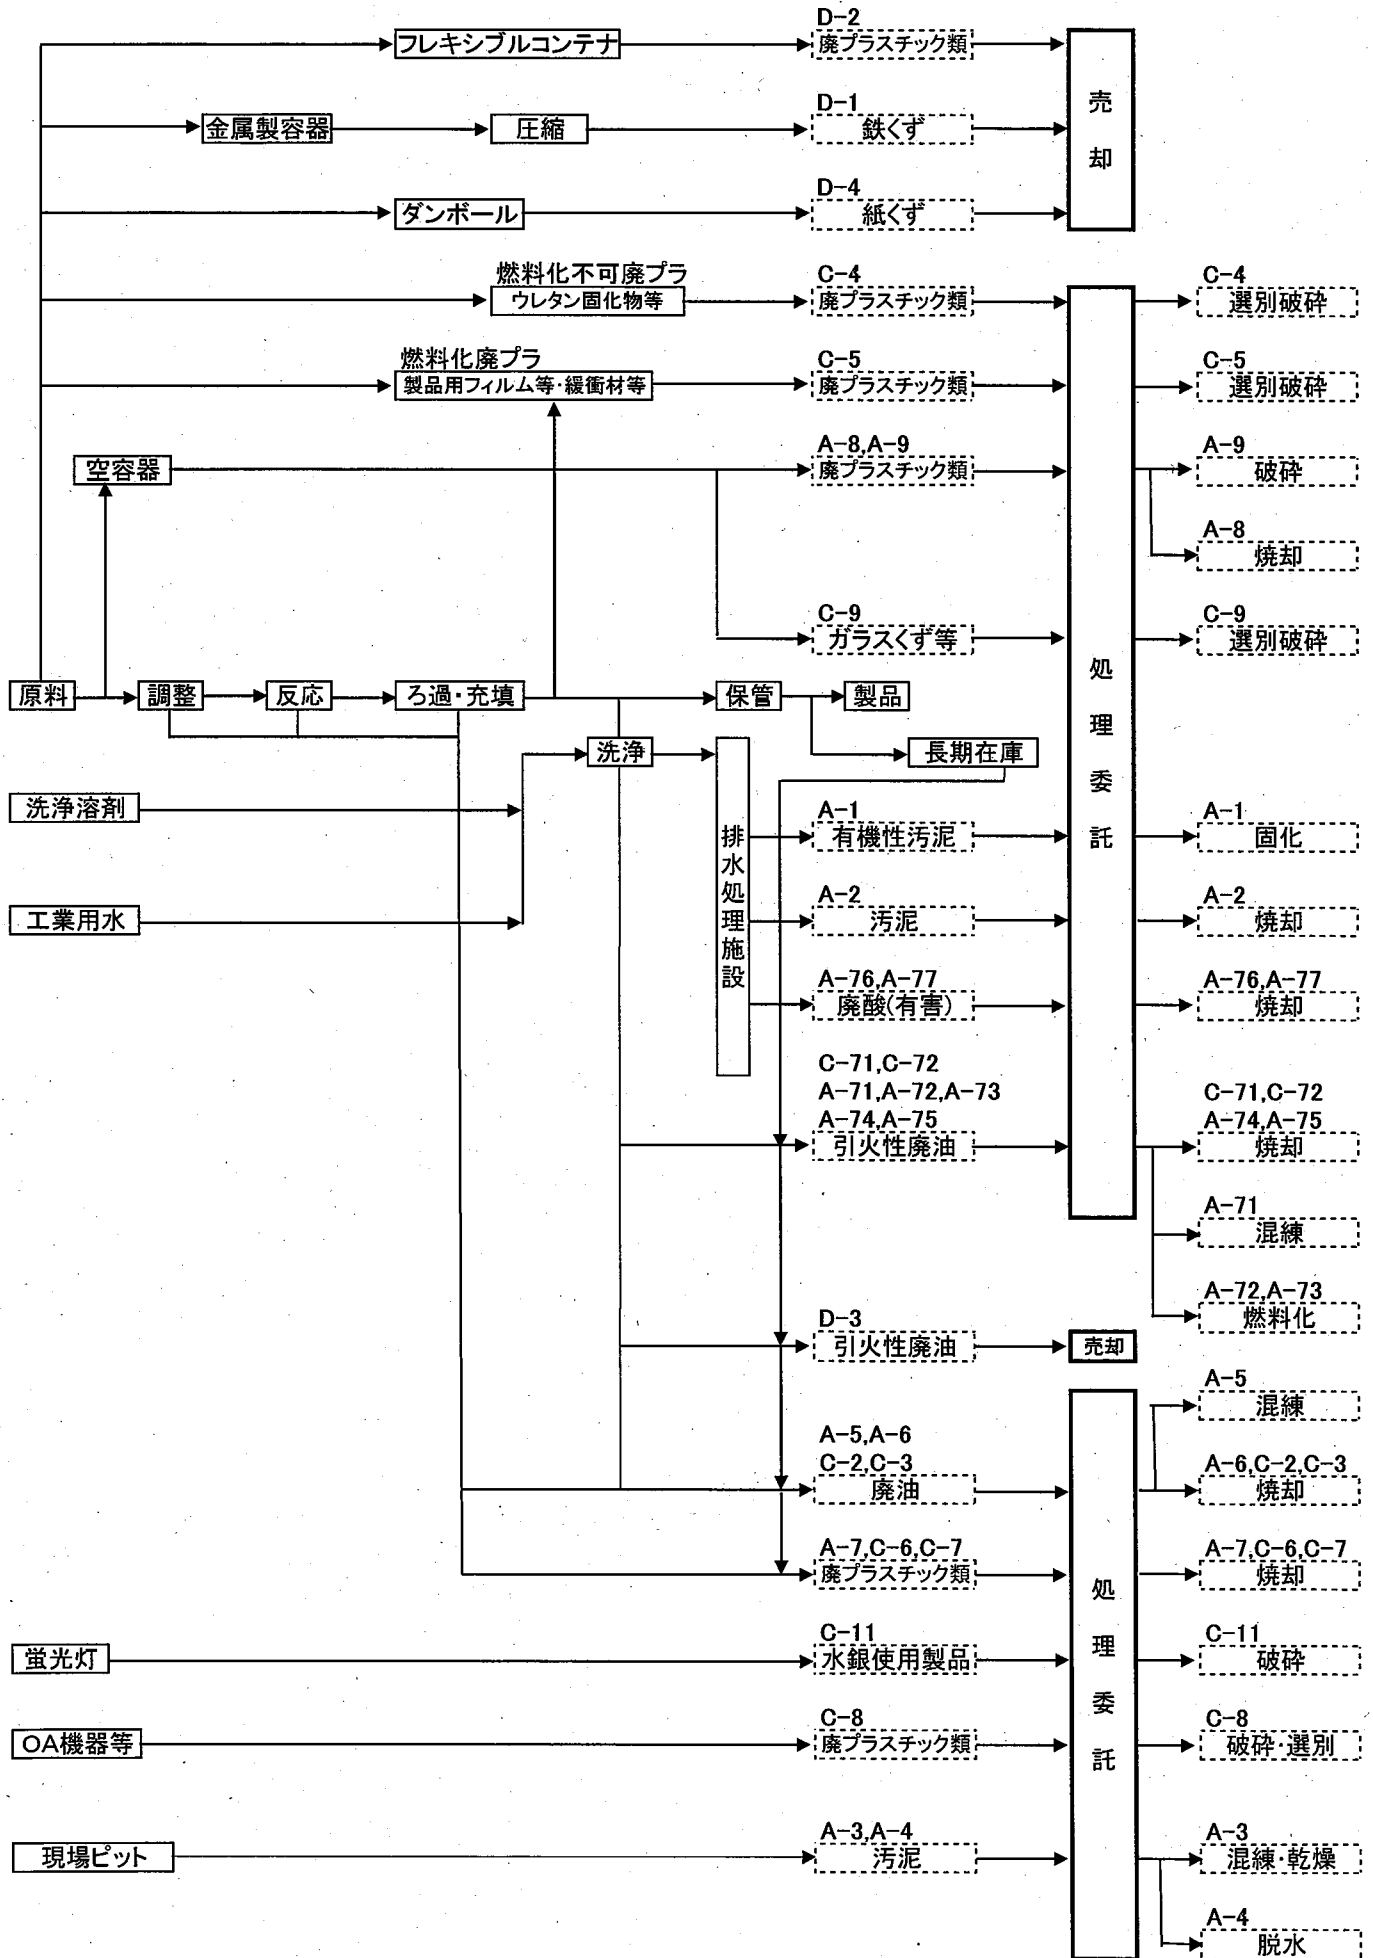 D-2
フレキシブルコンテナ
廃プラスチック類
D-1
金属製容器
圧縮
鉄くず
売却
D-4
ダンボール
紙くず
燃料化不可廃プラ
ウレタン固化物等
C-4
廃プラスチック類
C-4
選別破砕
燃料化廃プラ
製品用フィルム等・緩衝材等
C-5
廃プラスチック類
C-5
選別破砕
空容器
A-8,A-9
廃プラスチック類
A-9
破砕
A-8
焼却
C-9
ガラスくず等
C-9
選別破砕
処理委託
原料
調整
反応
ろ過・充填
保管
製品
洗浄
長期在庫
洗浄溶剤
排水処理施設
A-1
有機性汚泥
A-1
固化
工業用水
A-2
汚泥
A-2
焼却
A-76,A-77
廃酸(有害)
A-76,A-77
焼却
C-71,C-72
A-71,A-72,A-73
A-74,A-75
引火性廃油
C-71,C-72
A-74,A-75
焼却
A-71
混練
A-72,A-73
燃料化
D-3
引火性廃油
売却
A-5
混練
A-5,A-6
C-2,C-3
廃油
A-6,C-2,C-3
焼却
A-7,C-6,C-7
廃プラスチック類
A-7,C-6,C-7
焼却
処理委託
蛍光灯
C-11
水銀使用製品
C-11
破砕
OA機器等
C-8
廃プラスチック類
C-8
破砕・選別
現場ピット
A-3,A-4
汚泥
A-3
混練・乾燥
A-4
脱水